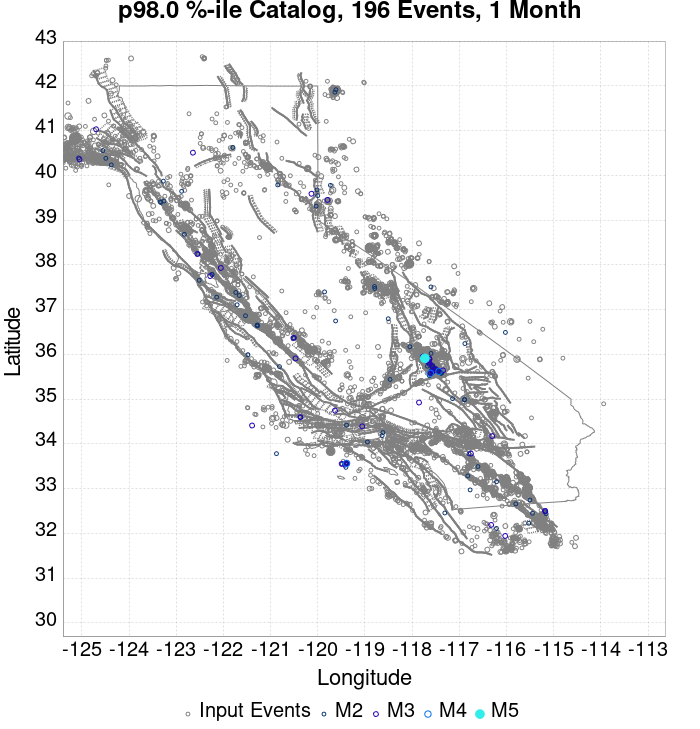 p98.0 %-ile Catalog, 196 Events, 1 Month
43
42
41
40
39
38
37
36
35
34
33
32
31
30
Latitude
-125 -124 -123 -122 -121 -120 -119 -118 -117 -116 -115 -114 -113
Longitude
Input Events M2 M3 M4 M5